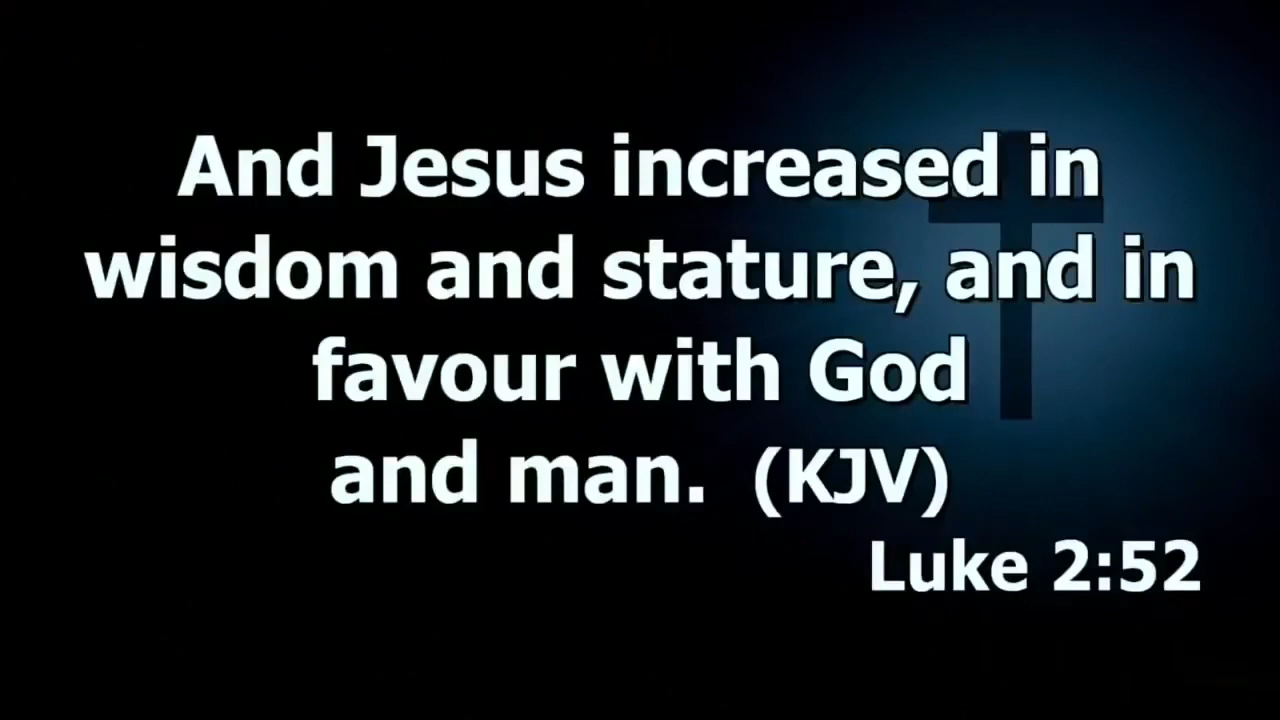 And Jesus increased in
wisdom and stature, and in
favour with God
and man.  (KJV)
Luke 2:52